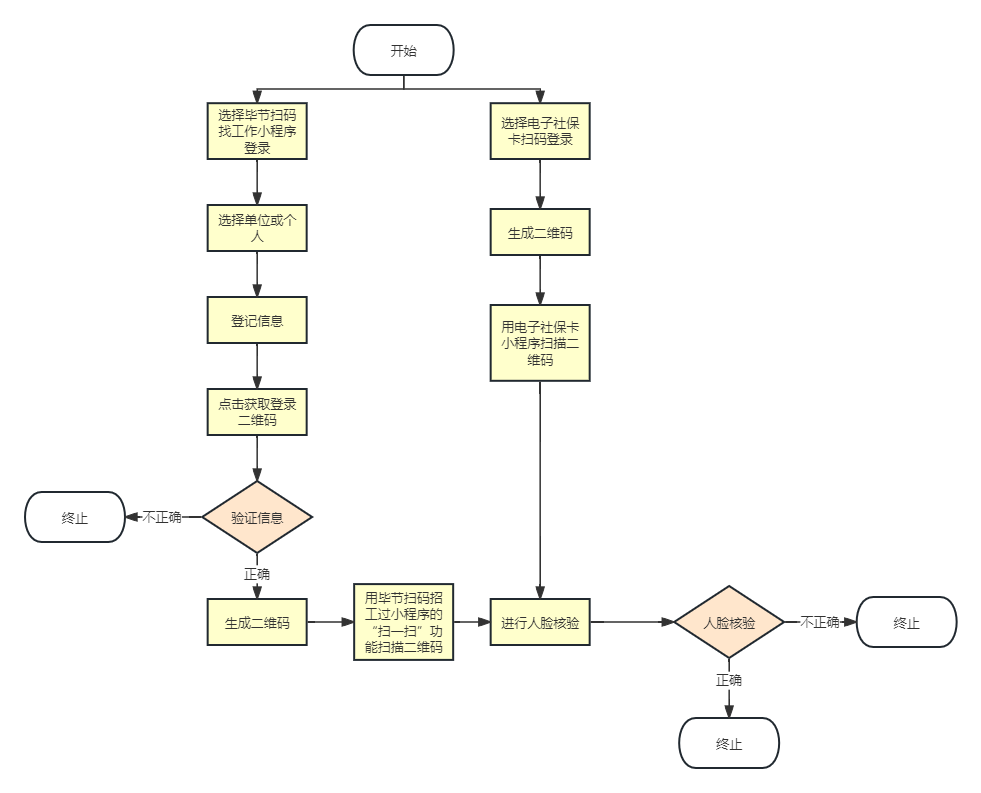 开始
选择毕节扫码
找工作小程序
登录
选择电子社保
卡扫码登录
选择单位或个
人
生成二维码
登记信息
用电子社保卡
小程序扫描二
维码
点击获取登录
二维码
终止
不正确
验证信息
正确
生成二维码
用毕节扫码招
工过小程序的
“扫一扫”功
能扫描二维码
进行人脸核验
人脸核验
不正确
终止
正确
终止